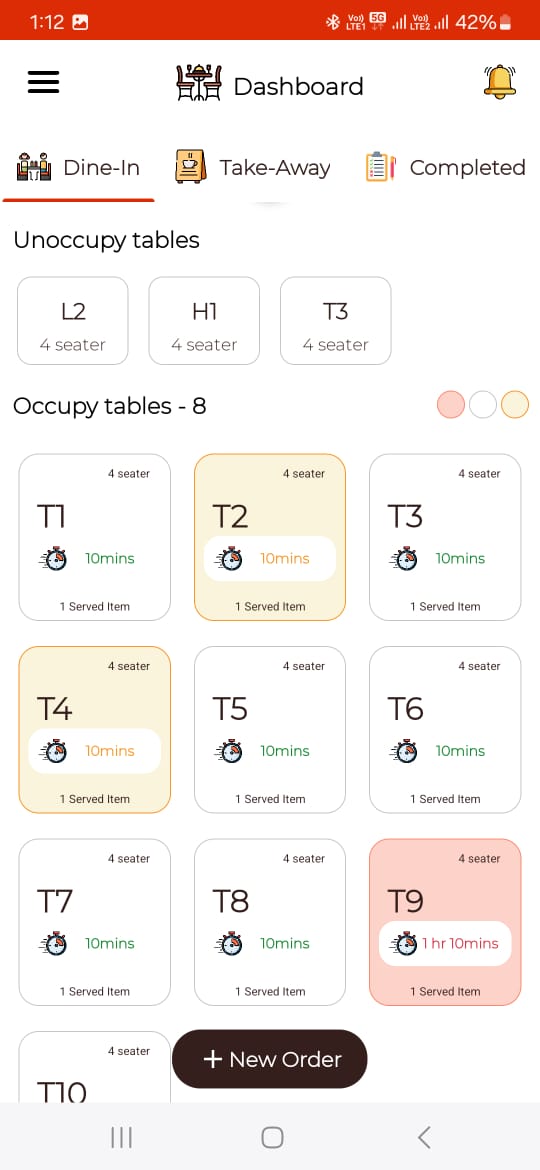 1:12 Vo)) LTE1 5G Vo)) LTE2 42%
Dashboard
Dine-In Take-Away Completed
Unoccupy tables
L2 H1 T3
4 seater 4 seater 4 seater
Occupy tables - 8
4 seater 4 seater 4 seater
T1 T2 T3
10mins 10mins 10mins
1 Served Item 1 Served Item 1 Served Item
4 seater 4 seater 4 seater
T4 T5 T6
10mins 10mins 10mins
1 Served Item 1 Served Item 1 Served Item
4 seater 4 seater 4 seater
T7 T8 T9
10mins 10mins 1 hr 10mins
1 Served Item 1 Served Item 1 Served Item
4 seater
+ New Order
T10